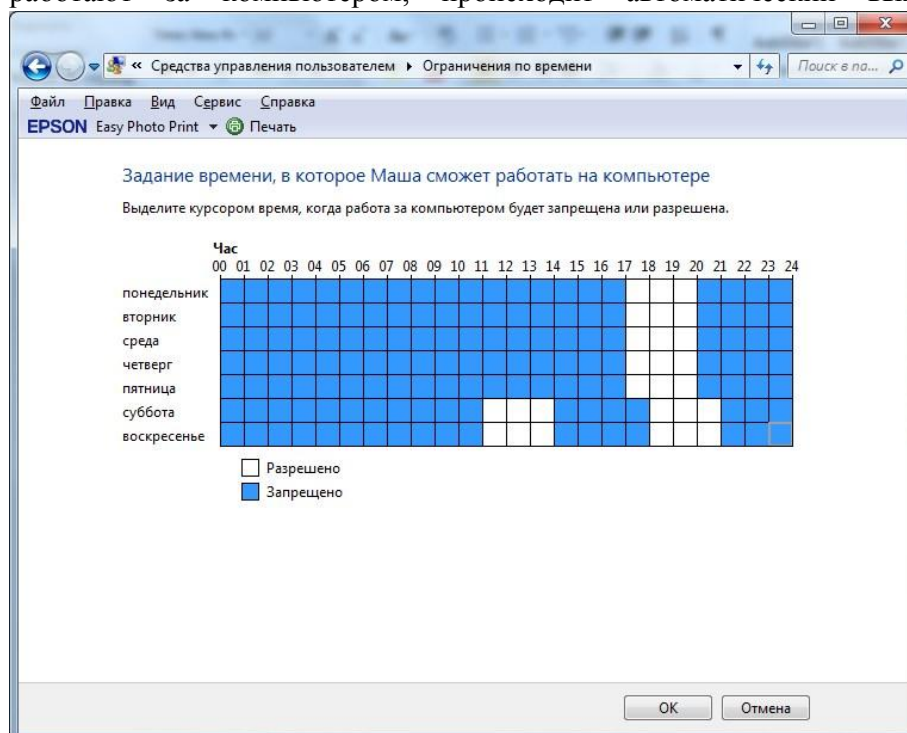 работают за компьютером, происходит автоматический
« Средства управления пользователем ▸ Ограничения по времени Поиск в па...
Файл Правка Вид Сервис Справка
EPSON Easy Photo Print Печать
Задание времени, в которое Маша сможет работать на компьютере
Выделите курсором время, когда работа за компьютером будет запрещена или разрешена.
Час
00 01 02 03 04 05 06 07 08 09 10 11 12 13 14 15 16 17 18 19 20 21 22 23 24
понедельник
вторник
среда
четверг
пятница
суббота
воскресенье
Разрешено
Запрещено
ОК Отмена